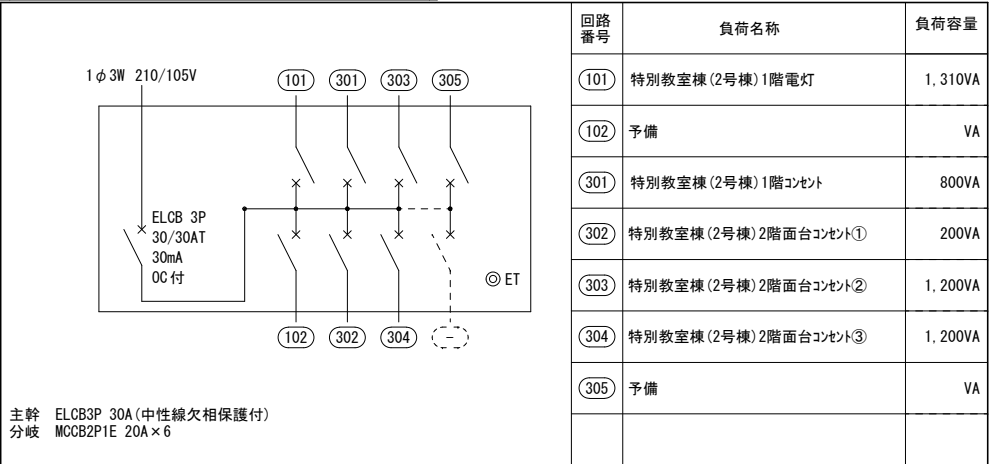 1φ3W 210/105V
101 301 303 305
ELCB 3P
30/30AT
30mA
OC付
ET
102 302 304 -
主幹 ELCB3P 30A(中性線欠相保護付)
分岐 MCCB2P1E 20A×6
回路番号 負荷名称 負荷容量
101 特別教室棟(2号棟)1階電灯 1,310VA
102 予備 VA
301 特別教室棟(2号棟)1階コンセント 800VA
302 特別教室棟(2号棟)2階面台コンセント① 200VA
303 特別教室棟(2号棟)2階面台コンセント② 1,200VA
304 特別教室棟(2号棟)2階面台コンセント③ 1,200VA
305 予備 VA